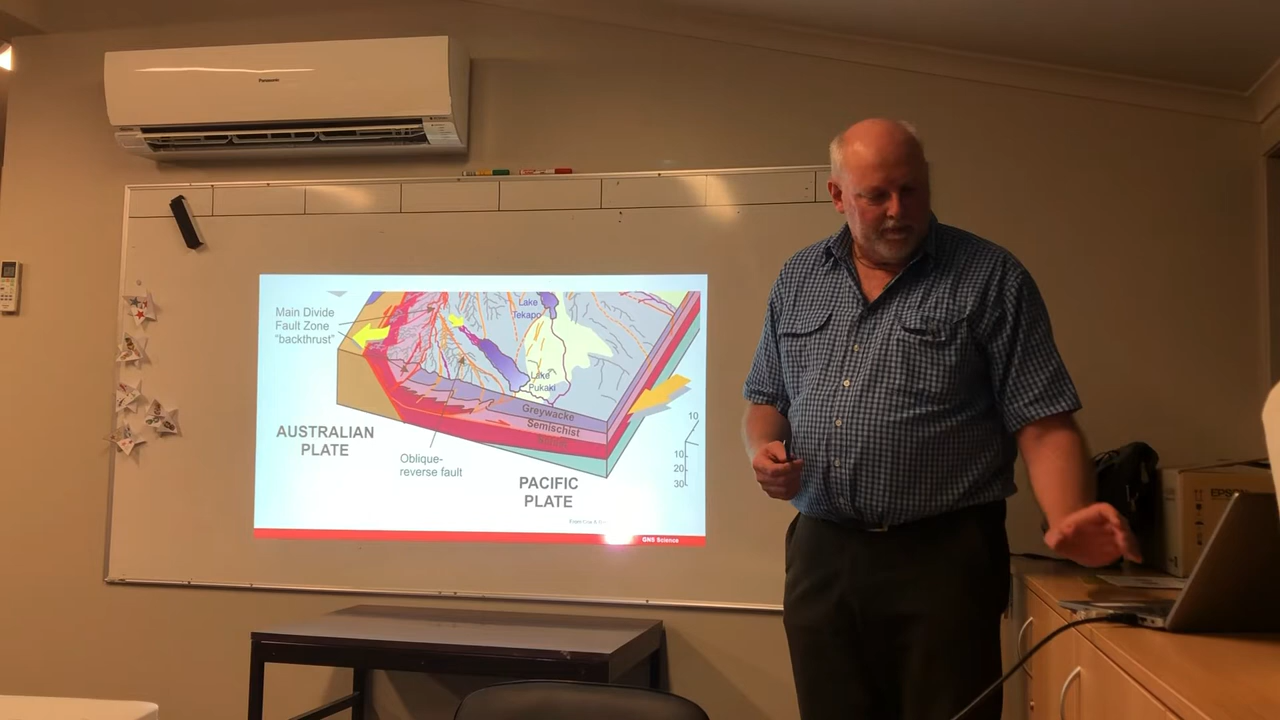 Panasonic
Main Divide
Fault Zone
“backthrust”
Lake
Tekapo
Lake
Pukaki
Greywacke
Semischist
AUSTRALIAN
PLATE
Oblique-
reverse fault
PACIFIC
PLATE
10
10
20
30
GNS Science
EPSON